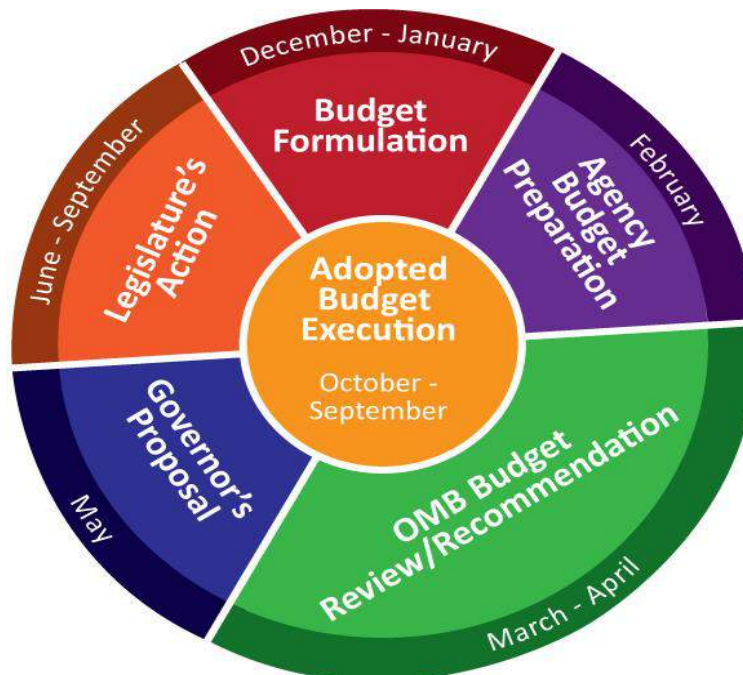 December - January
Budget
Formulation
February
Agency
Budget
Preparation
March - April
OMB Budget
Review/Recommendation
May
Governor's
Proposal
June - September
Legislature's
Action
Adopted
Budget
Execution
October -
September